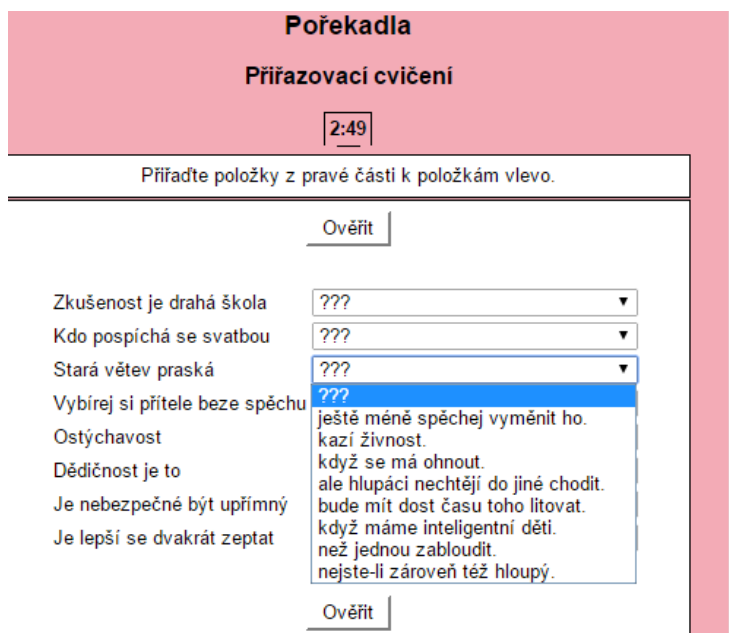 Pořekadla
Přiřazovací cvičení
2:49
Přiřaďte položky z pravé části k položkám vlevo.
Ověřit
Zkušenost je drahá škola ???
Kdo pospíchá se svatbou ???
Stará větev praská ???
Vybírej si přítele beze spěchu
Ostýchavost
Dědičnost je to
Je nebezpečné být upřímný
Je lepší se dvakrát zeptat
???
ještě méně spěchej vyměnit ho.
kazí živnost.
když se má ohnout.
ale hlupáci nechtějí do jiné chodit.
bude mít dost času toho litovat.
když máme inteligentní děti.
než jednou zabloudit.
nejste-li zároveň též hloupý.
Ověřit